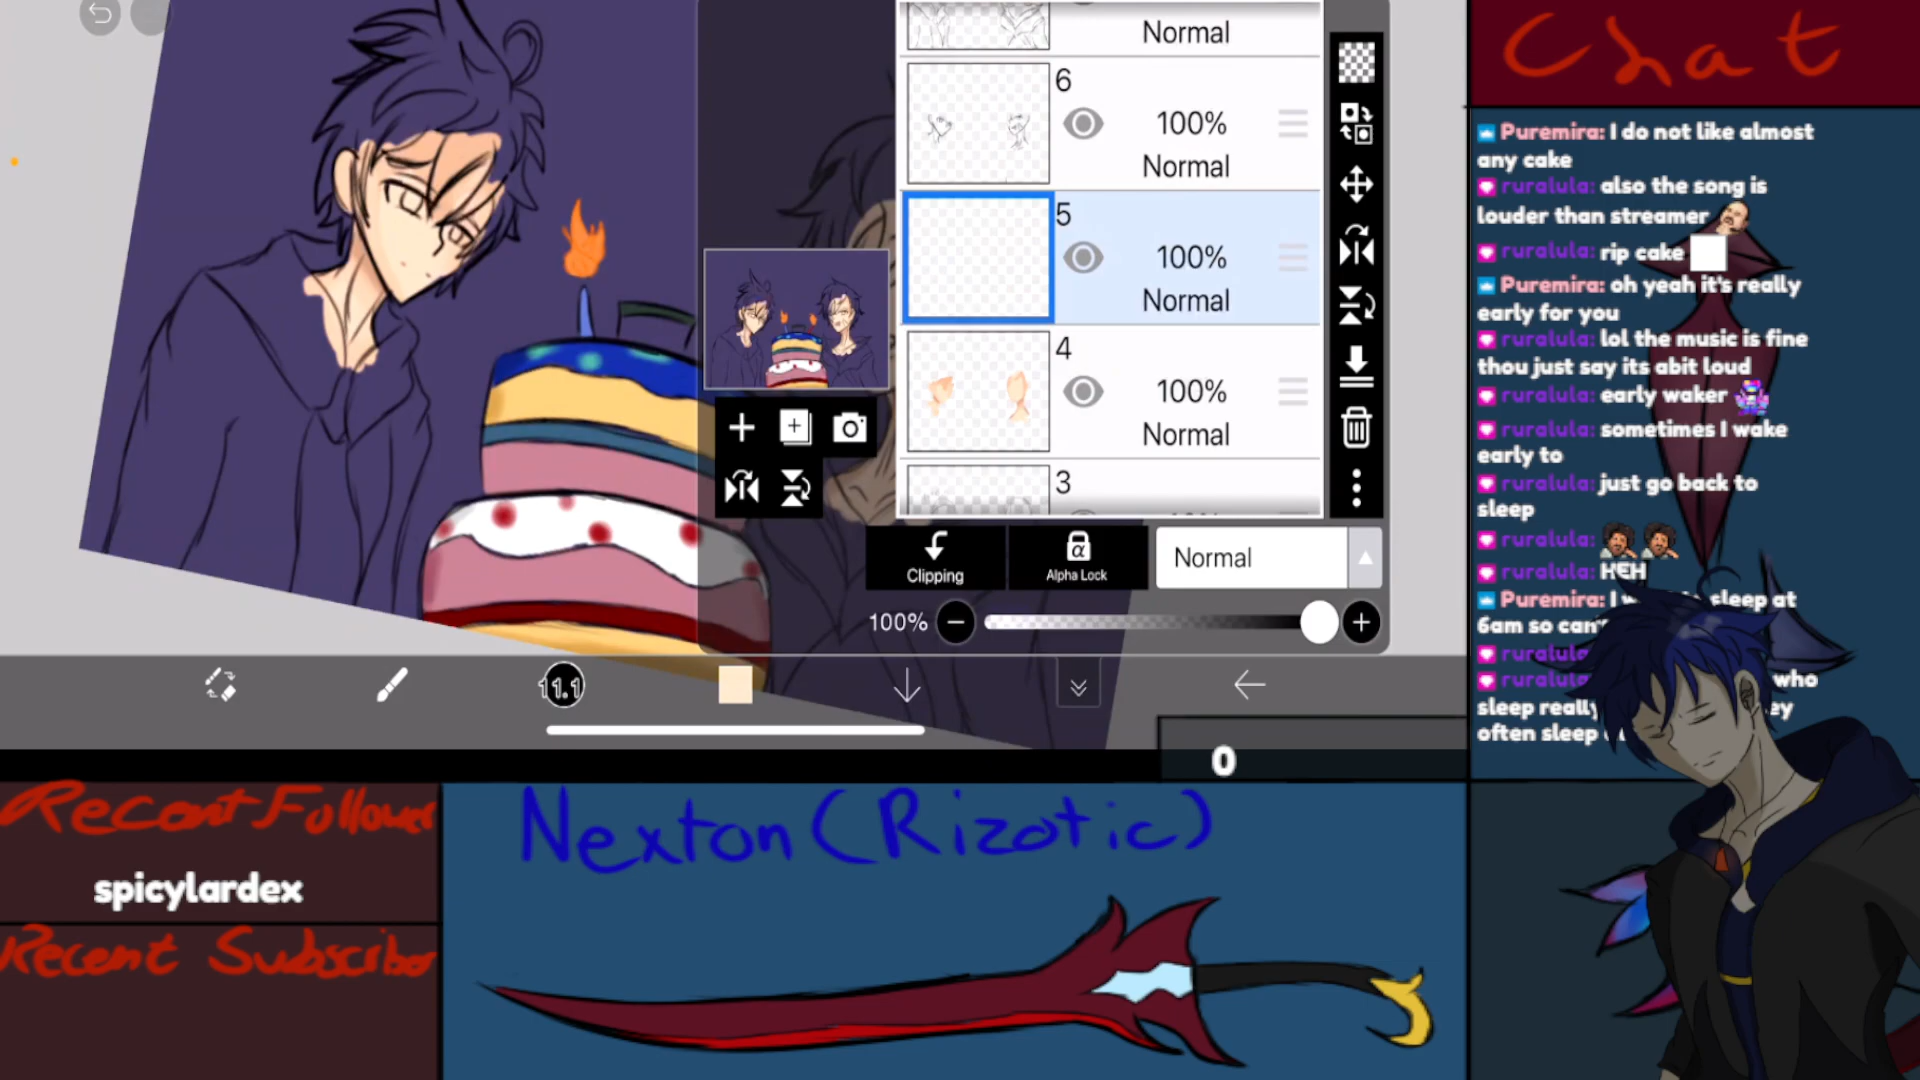 Normal
6
100%
Normal
5
100%
Normal
4
100%
Normal
3
Clipping
α
Alpha Lock
Normal
100%
11.1
0
Chat
Puremira: I do not like almost
any cake
ruralula: also the song is
louder than streamer
ruralula: rip cake
Puremira: oh yeah it's really
early for you
ruralula: lol the music is fine
thou just say its abit loud
ruralula: early waker
ruralula: sometimes I wake
early to
ruralula: just go back to
sleep
ruralula:
ruralula: HEH
Puremira: I sleep at
6am so can't
ruralula
ruralula who
sleep really
often sleep
Recent Follower
spicylardex
Recent Subscriber
Nexton (Rizotic)